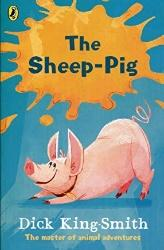 The
Sheep-Pig
Dick King-Smith
The master of animal adventures